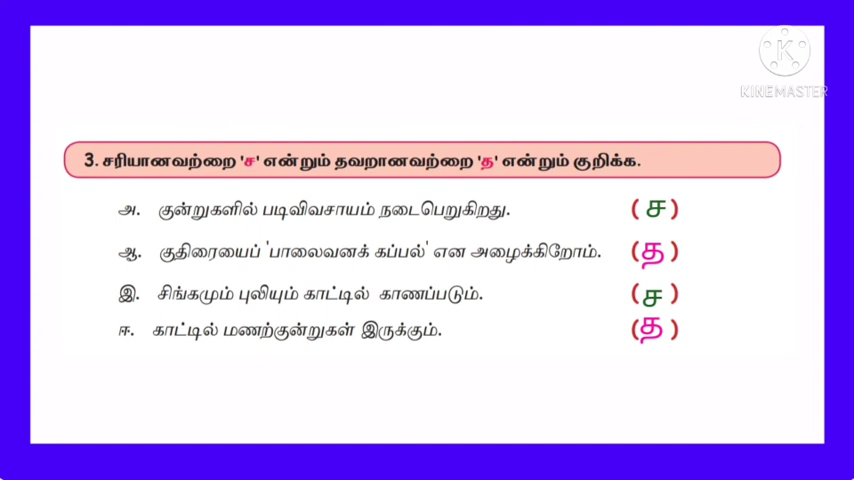 KINEMASTER
3. சரியானவற்றை 'ச' என்றும் தவறானவற்றை 'த' என்றும் குறிக்க.
அ. குன்றுகளில் படிவிவசாயம் நடைபெறுகிறது. (ச)
ஆ. குதிரையைப் 'பாலைவனக் கப்பல்' என அழைக்கிறோம். (த)
இ. சிங்கமும் புலியும் காட்டில் காணப்படும். (ச)
ஈ. காட்டில் மணற்குன்றுகள் இருக்கும். (த)